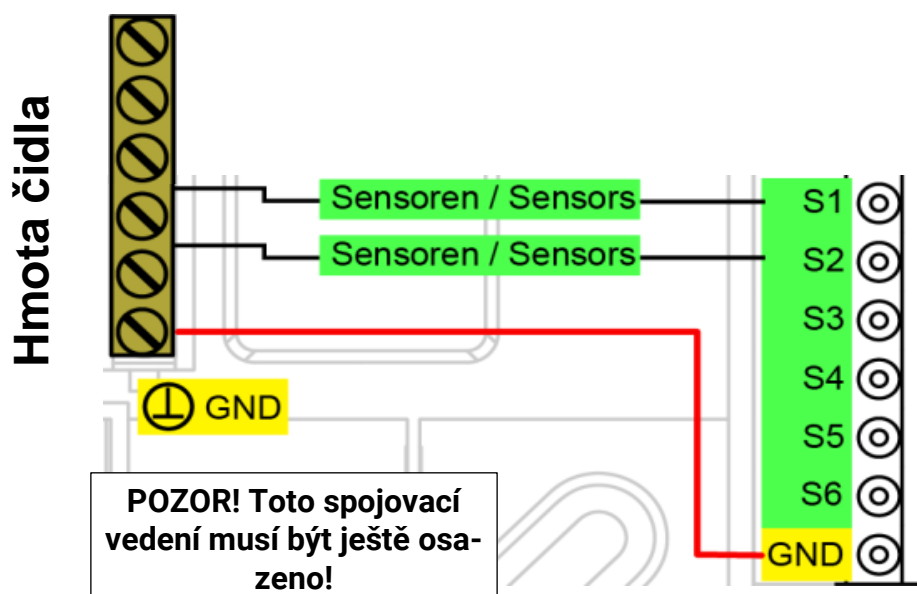 Hmota čidla
Sensoren / Sensors
Sensoren / Sensors
S1
S2
S3
S4
S5
S6
GND
GND
POZOR! Toto spojovací
vedení musí být ještě osa-
zeno!